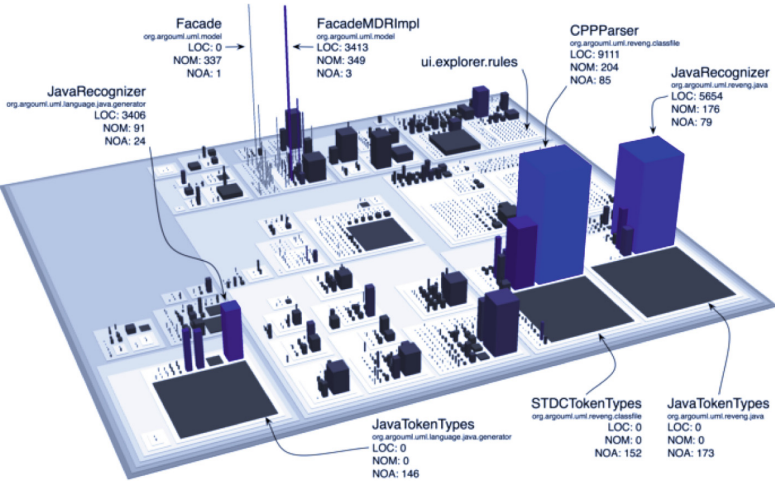 Facade
org.argouml.uml.model
LOC: 0
NOM: 337
NOA: 1
FacadeMDRImpl
org.argouml.uml.model
LOC: 3413
NOM: 349
NOA: 3
ui.explorer.rules
CPPParser
org.argouml.uml.reveng.classfile
LOC: 9111
NOM: 204
NOA: 85
JavaRecognizer
org.argouml.uml.reveng.java
LOC: 5654
NOM: 176
NOA: 79
JavaRecognizer
org.argouml.uml.language.java.generator
LOC: 3406
NOM: 91
NOA: 24
JavaTokenTypes
org.argouml.uml.language.java.generator
LOC: 0
NOM: 0
NOA: 146
STDCTokenTypes
org.argouml.uml.reveng.classfile
LOC: 0
NOM: 0
NOA: 152
JavaTokenTypes
org.argouml.uml.reveng.java
LOC: 0
NOM: 0
NOA: 173